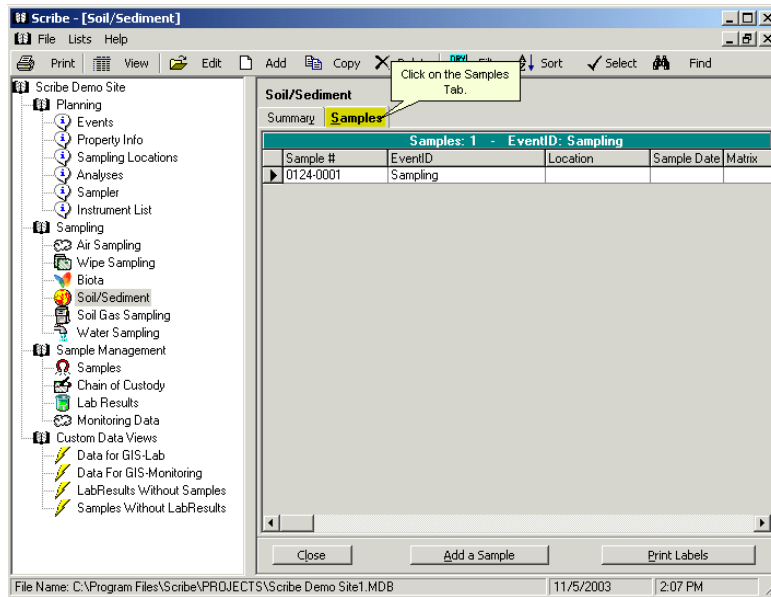 Scribe - [Soil/Sediment]
File Lists Help
Print View Edit Add Copy Sort Select Find
Click on the Samples
Tab.
Scribe Demo Site
Planning
Events
Property Info
Sampling Locations
Analyses
Sampler
Instrument List
Sampling
Air Sampling
Wipe Sampling
Biota
Soil/Sediment
Soil Gas Sampling
Water Sampling
Sample Management
Samples
Chain of Custody
Lab Results
Monitoring Data
Custom Data Views
Data for GIS-Lab
Data For GIS-Monitoring
LabResults Without Samples
Samples Without LabResults
Soil/Sediment
Summary Samples
Samples: 1 - EventID: Sampling
Sample # EventID Location Sample Date Matrix
0124-0001 Sampling
Close Add a Sample Print Labels
File Name: C:\Program Files\Scribe\PROJECTS\Scribe Demo Site1.MDB 11/5/2003 2:07 PM